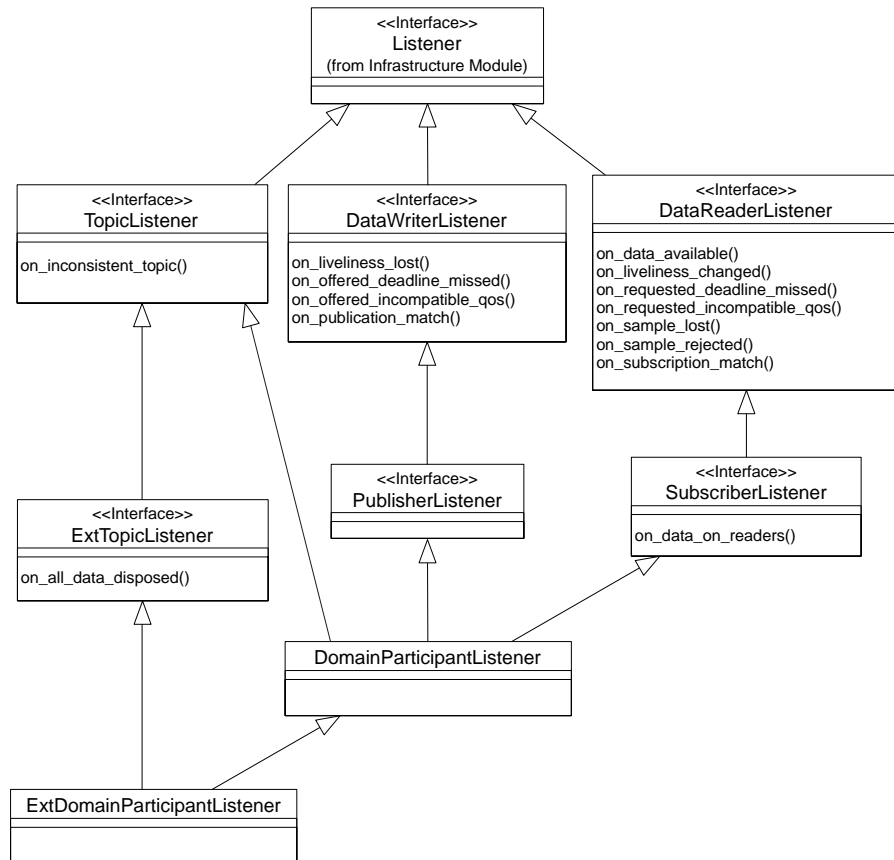 <<Interface>>
Listener
(from Infrastructure Module)
<<Interface>>
TopicListener
on_inconsistent_topic()
<<Interface>>
DataWriterListener
on_liveliness_lost()
on_offered_deadline_missed()
on_offered_incompatible_qos()
on_publication_match()
<<Interface>>
DataReaderListener
on_data_available()
on_liveliness_changed()
on_requested_deadline_missed()
on_requested_incompatible_qos()
on_sample_lost()
on_sample_rejected()
on_subscription_match()
<<Interface>>
ExtTopicListener
on_all_data_disposed()
<<Interface>>
PublisherListener
<<Interface>>
SubscriberListener
on_data_on_readers()
DomainParticipantListener
ExtDomainParticipantListener